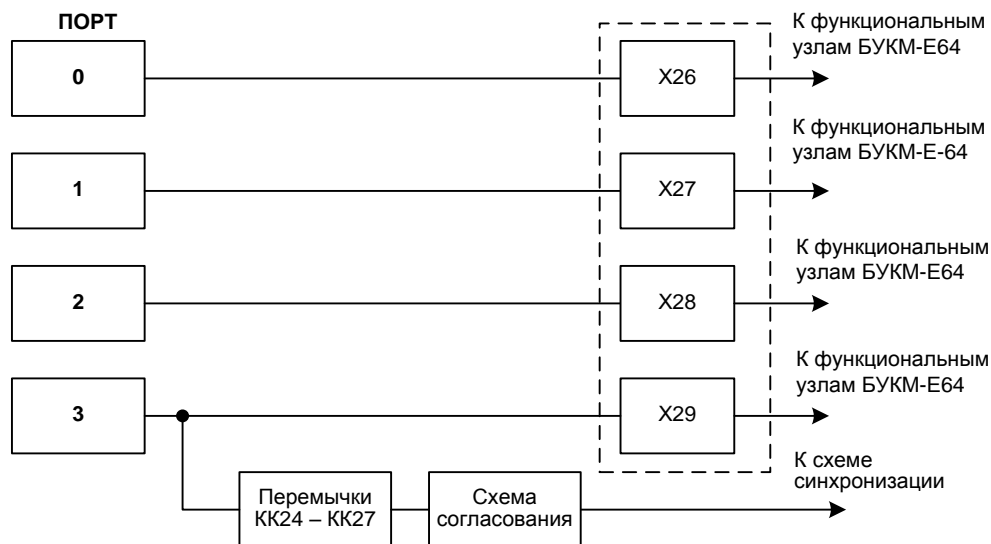 ПОРТ
К функциональным
узлам БУКМ-Е64
0
X26
К функциональным
узлам БУКМ-Е-64
1
X27
К функциональным
узлам БУКМ-Е64
2
X28
К функциональным
узлам БУКМ-Е64
3
X29
К схеме
синхронизации
Перемычки
КК24 – КК27
Схема
согласования